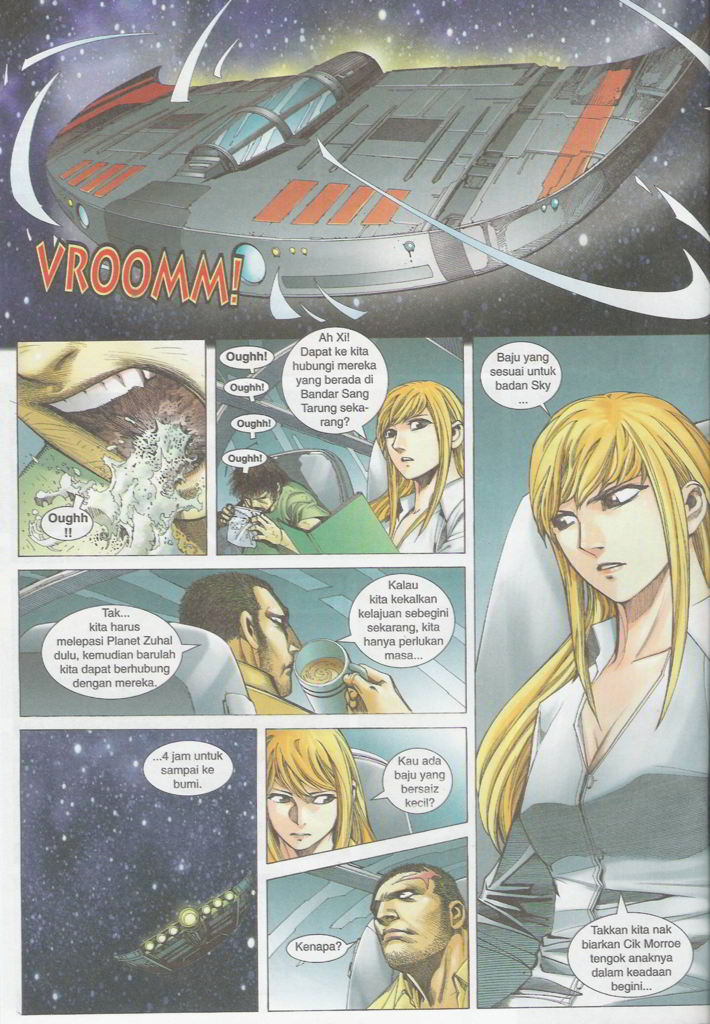 VROOMM!
Oughh
!!
Oughh!
Oughh!
Oughh!
Oughh!
Ah Xi!
Dapat ke kita
hubungi mereka
yang berada di
Bandar Sang
Tarung seka-
rang?
Tak...
kita harus
melepasi Planet Zuhal
dulu, kemudian barulah
kita dapat berhubung
dengan mereka.
Kalau
kita kekalkan
kelajuan sebegini
sekarang, kita
hanya perlukan
masa...
...4 jam untuk
sampai ke
bumi.
Kau ada
baju yang
bersaiz
kecil?
Kenapa?
Baju yang
sesuai untuk
badan Sky
...
Takkan kita nak
biarkan Cik Morroe
tengok anaknya
dalam keadaan
begini...